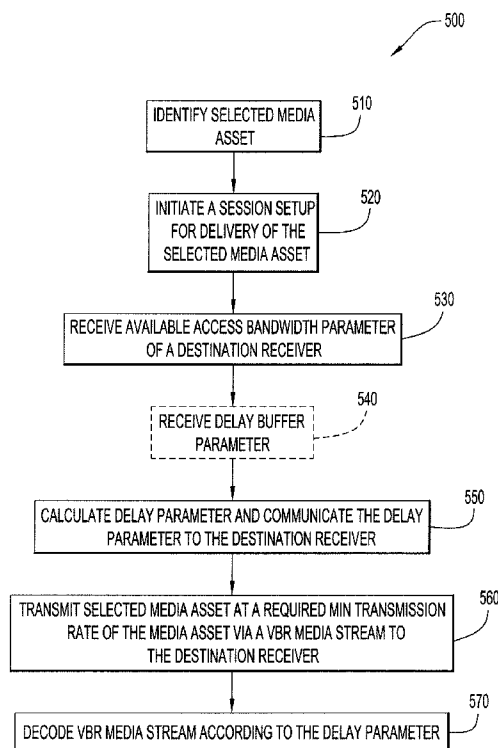 500
510
IDENTIFY SELECTED MEDIA
ASSET
520
INITIATE A SESSION SETUP
FOR DELIVERY OF THE
SELECTED MEDIA ASSET
530
RECEIVE AVAILABLE ACCESS BANDWIDTH PARAMETER
OF A DESTINATION RECEIVER
540
RECEIVE DELAY BUFFER
PARAMETER
550
CALCULATE DELAY PARAMETER AND COMMUNICATE THE DELAY
PARAMETER TO THE DESTINATION RECEIVER
560
TRANSMIT SELECTED MEDIA ASSET AT A REQUIRED MIN TRANSMISSION
RATE OF THE MEDIA ASSET VIA A VBR MEDIA STREAM TO
THE DESTINATION RECEIVER
570
DECODE VBR MEDIA STREAM ACCORDING TO THE DELAY PARAMETER